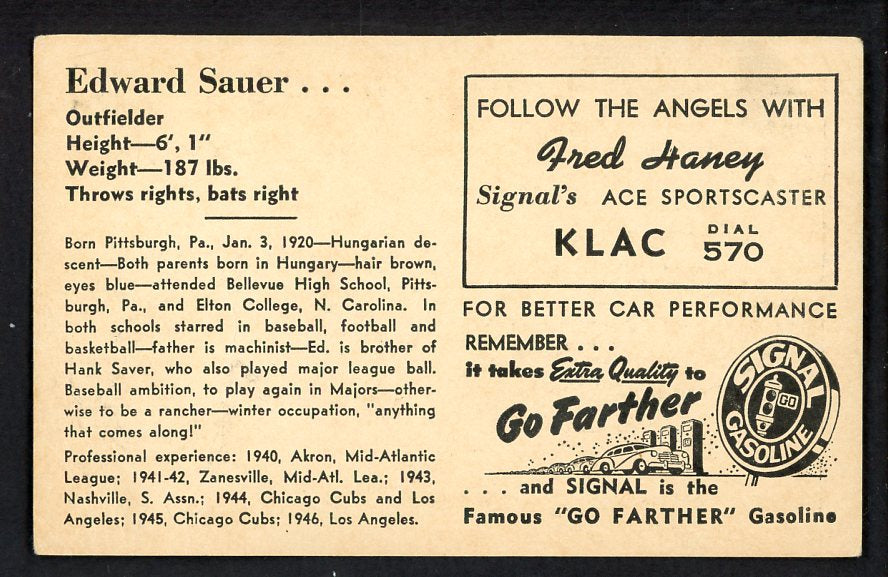 Edward Sauer . . .
Outfielder
Height—6', 1"
Weight—187 lbs.
Throws rights, bats right
Born Pittsburgh, Pa., Jan. 3, 1920—Hungarian de-
scent—Both parents born in Hungary—hair brown,
eyes blue—attended Bellevue High School, Pitts-
burgh, Pa., and Elton College, N. Carolina. In
both schools starred in baseball, football and
basketball—father is machinist—Ed. is brother of
Hank Saver, who also played major league ball.
Baseball ambition, to play again in Majors—other-
wise to be a rancher—winter occupation, "anything
that comes along!"
Professional experience: 1940, Akron, Mid-Atlantic
League; 1941-42, Zanesville, Mid-Atl. Lea.; 1943,
Nashville, S. Assn.; 1944, Chicago Cubs and Los
Angeles; 1945, Chicago Cubs; 1946, Los Angeles.
FOLLOW THE ANGELS WITH
Fred Haney
Signal's ACE SPORTSCASTER
KLAC DIAL 570
FOR BETTER CAR PERFORMANCE
REMEMBER . . .
it takes Extra Quality to
Go Farther
SIGNAL
GO
GASOLINE
. . . and SIGNAL is the
Famous "GO FARTHER" Gasoline